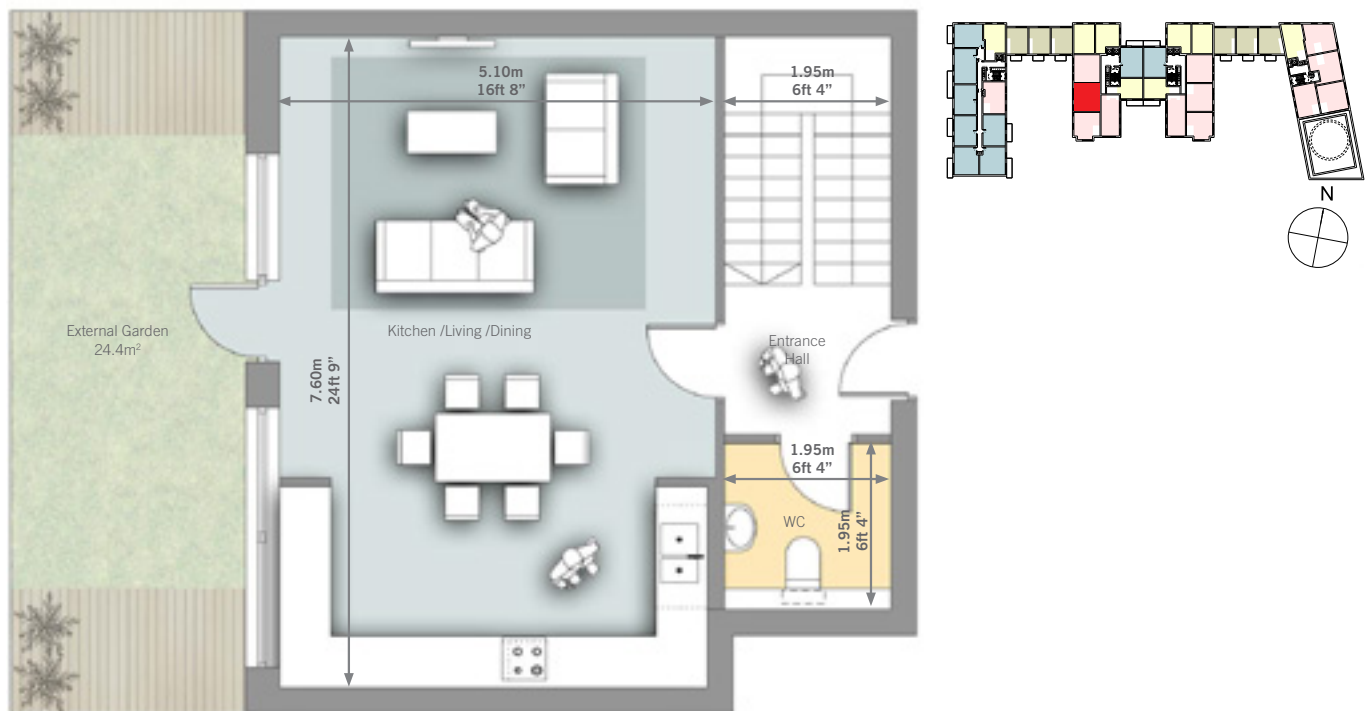 5.10m
16ft 8”
1.95m
6ft 4”
N
External Garden
24.4m²
Kitchen /Living /Dining
Entrance
Hall
7.60m
24ft 9”
1.95m
6ft 4”
WC
1.95m
6ft 4”